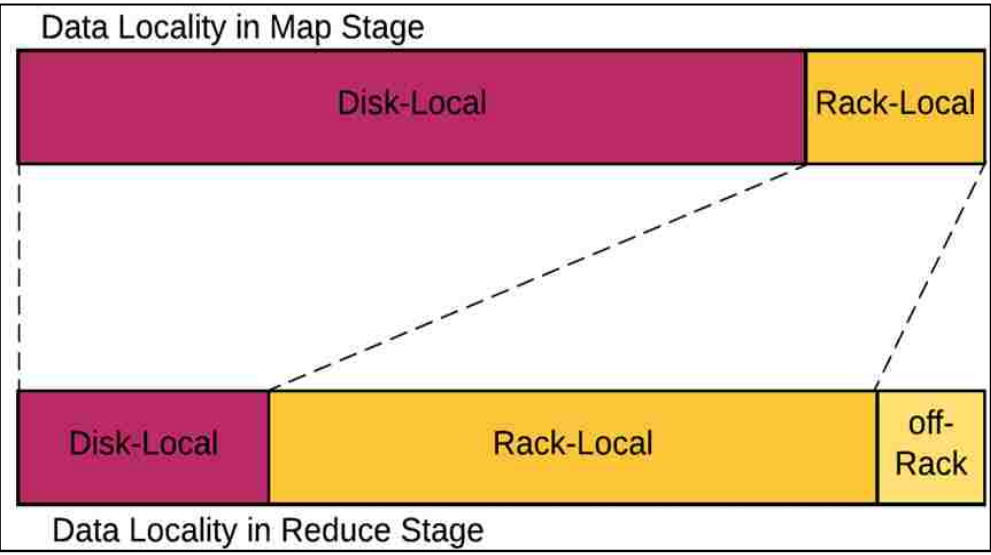 Data Locality in Map Stage
Disk-Local
Rack-Local
Disk-Local
Rack-Local
off-
Rack
Data Locality in Reduce Stage